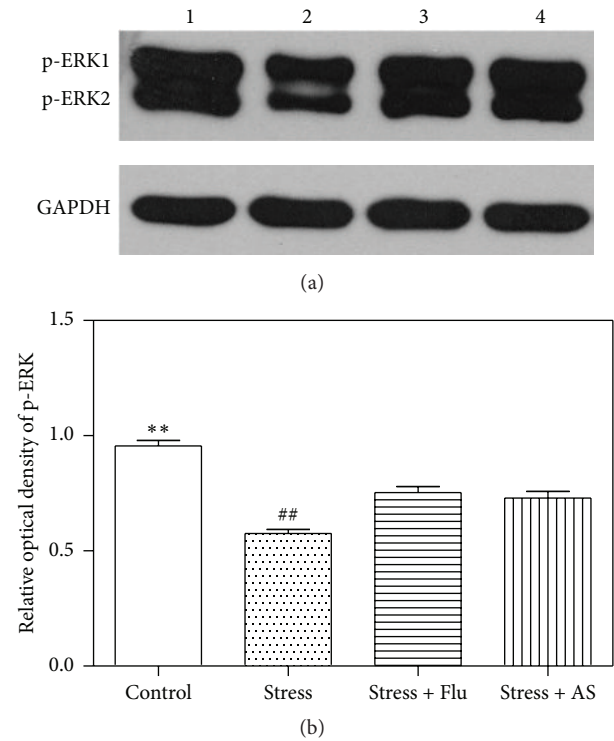 1 2 3 4
p-ERK1
p-ERK2
GAPDH
(a)
Relative optical density of p-ERK
1.5
1.0
0.5
0.0
**
##
Control Stress Stress + Flu Stress + AS
(b)